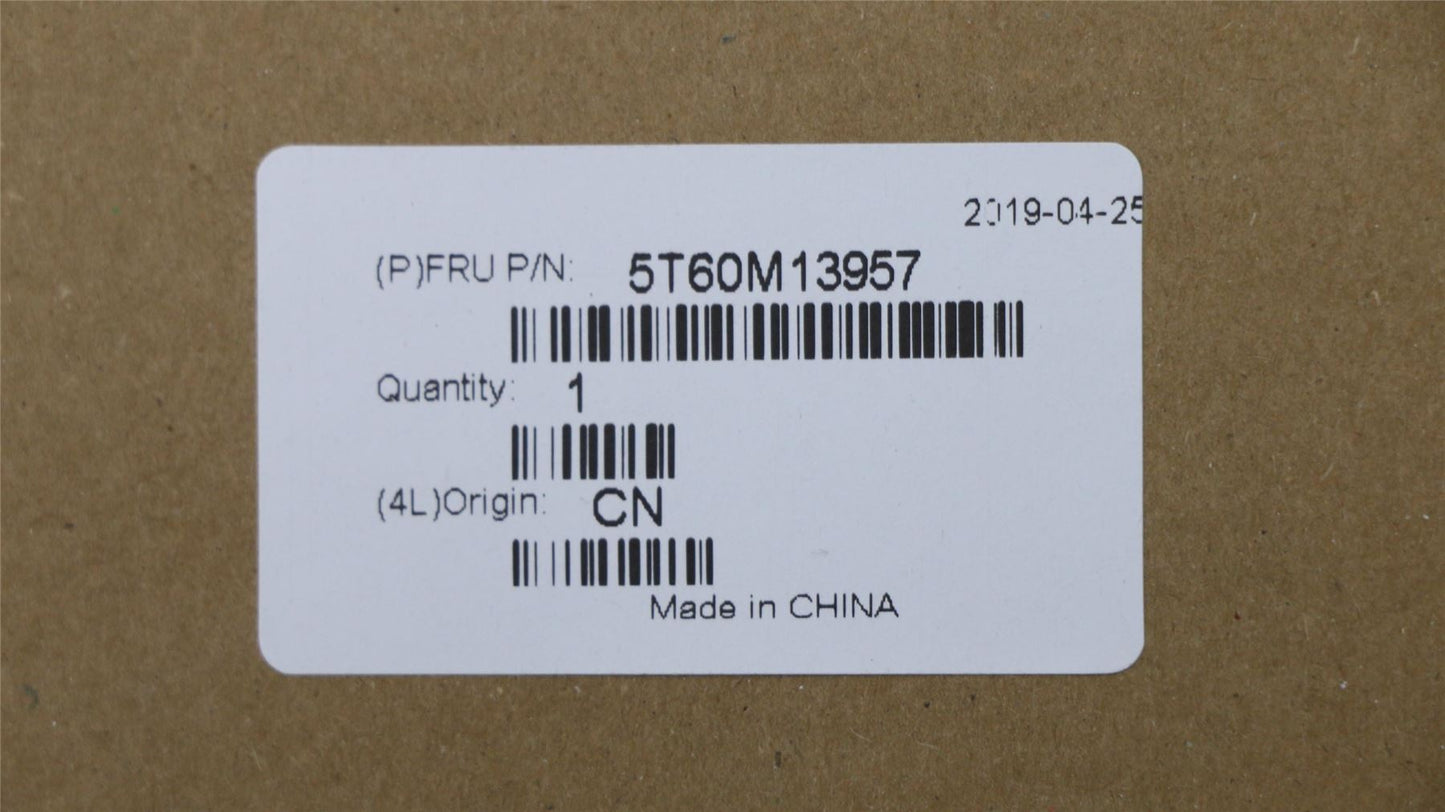 2019-04-25
(P)FRU P/N: 5T60M13957
Quantity: 1
(4L)Origin: CN
Made in CHINA